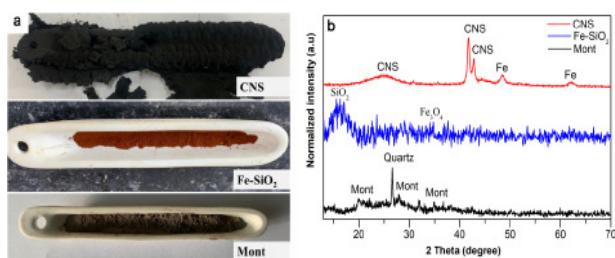 a
CNS
Fe-SiO₂
Mont
b
Normalized intensity (a.u)
CNS
Fe-SiO₂
Mont
CNS
CNS
CNS
Fe
Fe
SiO₂
Fe₃O₄
Quartz
Mont
Mont
Mont
20 30 40 50 60 70
2 Theta (degree)